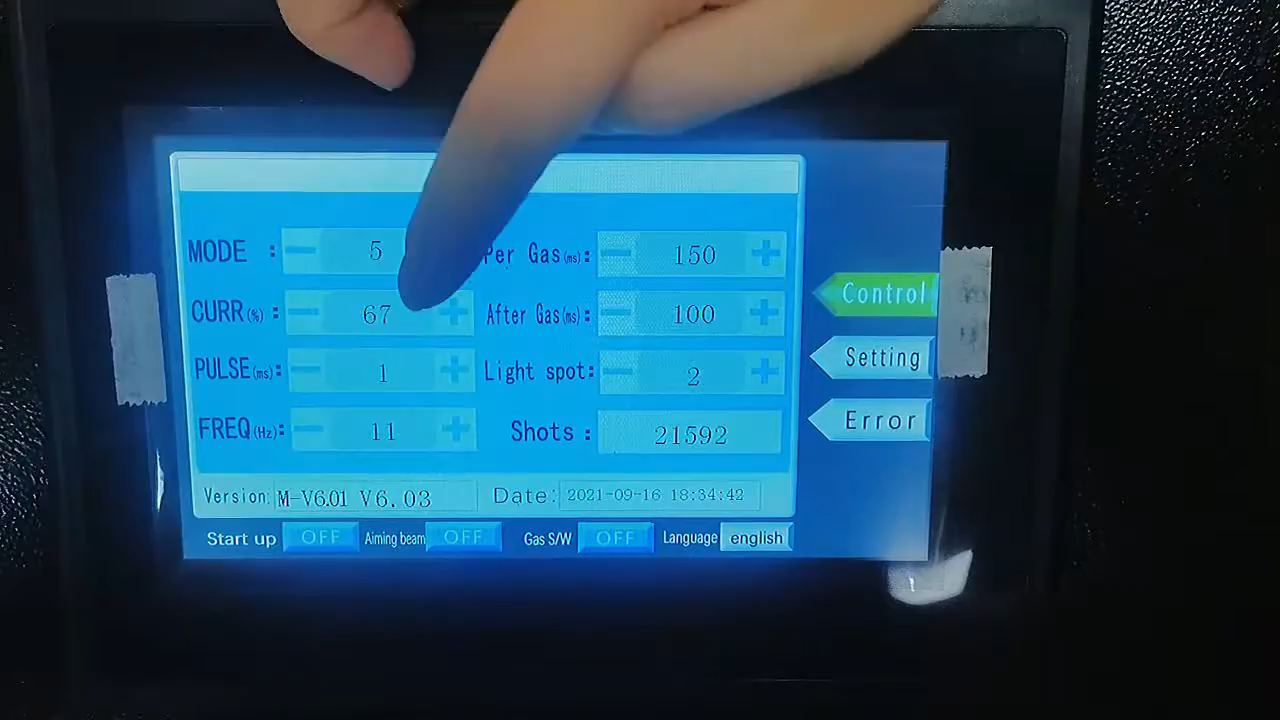 MODE : − 5
CURR(%) : − 67 +
PULSE(ms): − 1 +
FREQ(Hz): − 11 +
Per Gas(ms): − 150 +
After Gas(ms): − 100 +
Light spot: − 2 +
Shots : 21592
Version: M-V6.01 V6.03
Date: 2021-09-16 18:34:42
Start up OFF Aiming beam OFF Gas S/W OFF Language english
Control
Setting
Error